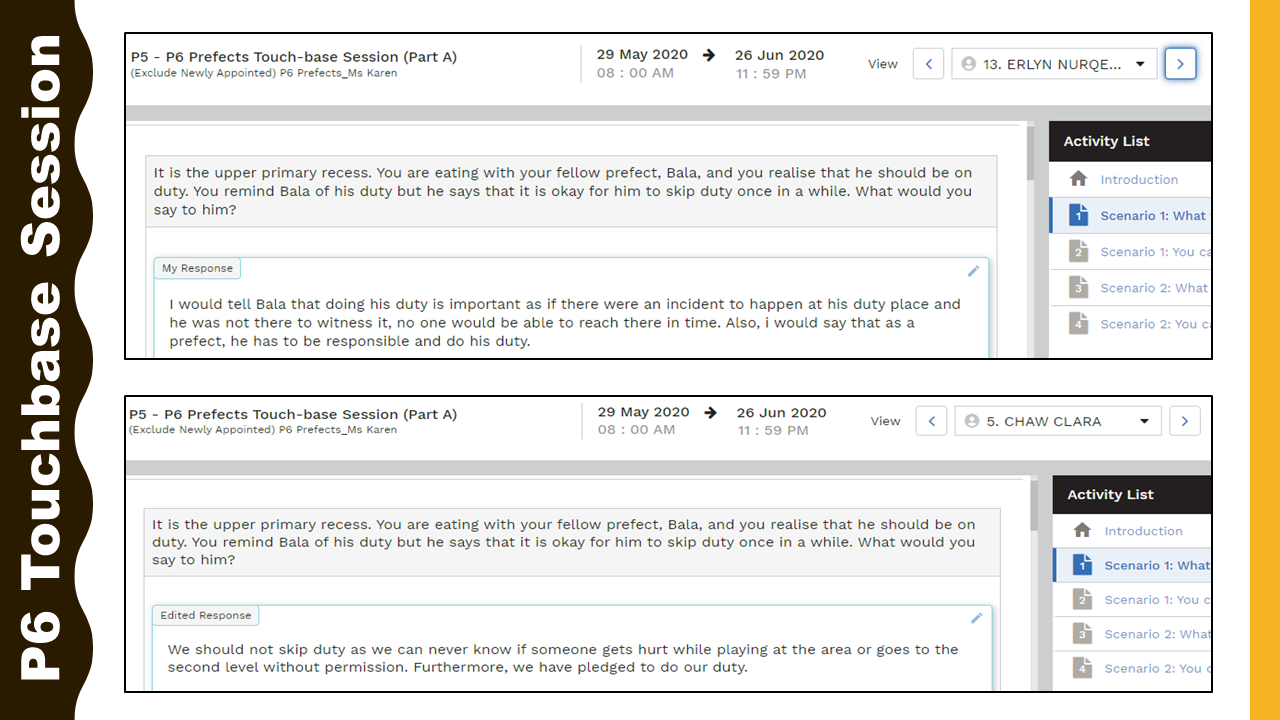 P6 Touchbase Session
P5 - P6 Prefects Touch-base Session (Part A)
(Exclude Newly Appointed) P6 Prefects_Ms Karen
29 May 2020 → 26 Jun 2020
08 : 00 AM 11 : 59 PM
View
13. ERLYN NURQE...
It is the upper primary recess. You are eating with your fellow prefect, Bala, and you realise that he should be on
duty. You remind Bala of his duty but he says that it is okay for him to skip duty once in a while. What would you
say to him?
My Response
I would tell Bala that doing his duty is important as if there were an incident to happen at his duty place and
he was not there to witness it, no one would be able to reach there in time. Also, i would say that as a
prefect, he has to be responsible and do his duty.
Activity List
Introduction
1 Scenario 1: What
2 Scenario 1: You ca
3 Scenario 2: What
4 Scenario 2: You ca
P5 - P6 Prefects Touch-base Session (Part A)
(Exclude Newly Appointed) P6 Prefects_Ms Karen
29 May 2020 → 26 Jun 2020
08 : 00 AM 11 : 59 PM
View
5. CHAW CLARA
It is the upper primary recess. You are eating with your fellow prefect, Bala, and you realise that he should be on
duty. You remind Bala of his duty but he says that it is okay for him to skip duty once in a while. What would you
say to him?
Edited Response
We should not skip duty as we can never know if someone gets hurt while playing at the area or goes to the
second level without permission. Furthermore, we have pledged to do our duty.
Activity List
Introduction
1 Scenario 1: What
2 Scenario 1: You c
3 Scenario 2: What
4 Scenario 2: You c